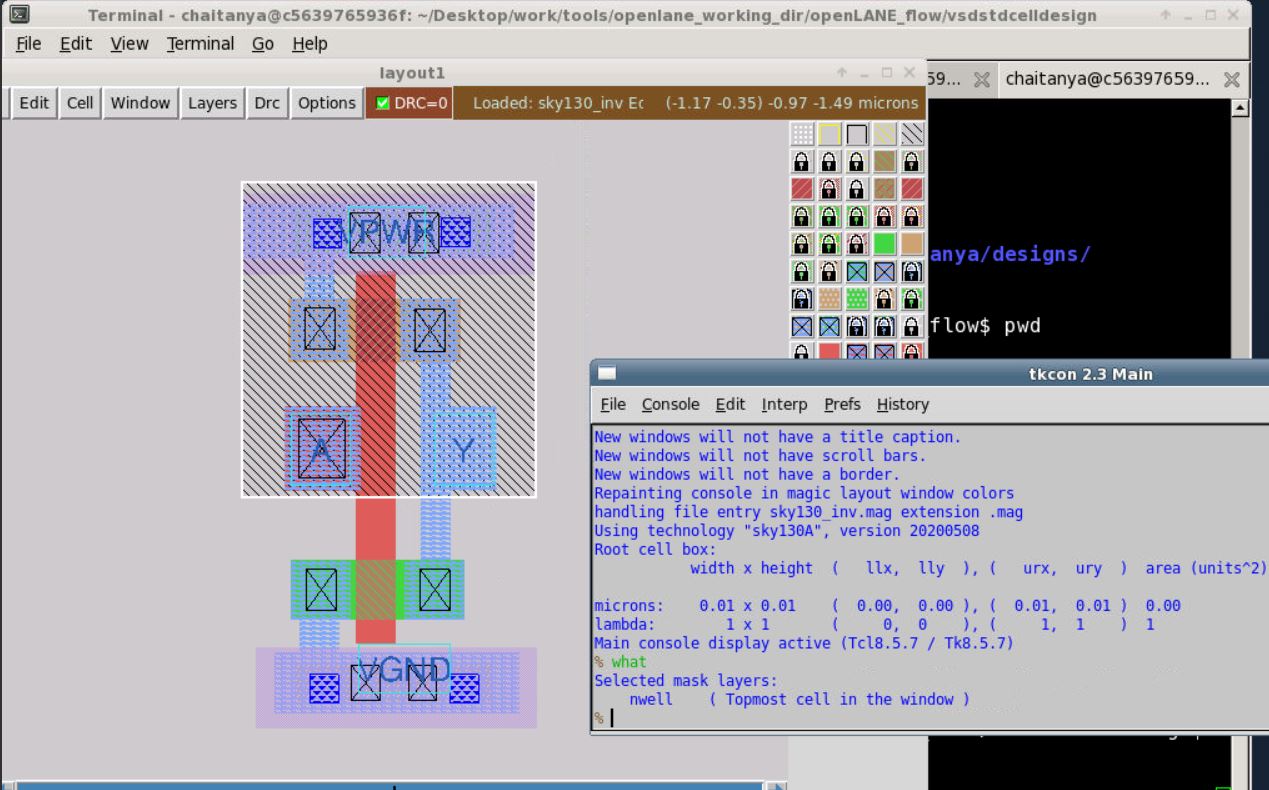 Terminal - chaitanya@c5639765936f: ~/Desktop/work/tools/openlane_working_dir/openLANE_flow/vsdstdcelldesign
File Edit View Terminal Go Help
layout1
59... chaitanya@c56397659...
Edit Cell Window Layers Drc Options DRC=0 Loaded: sky130_inv Ec (-1.17 -0.35) -0.97 -1.49 microns
VPWR
anya/designs/
flow$ pwd
A Y
VGND
tkcon 2.3 Main
File Console Edit Interp Prefs History
New windows will not have a title caption.
New windows will not have scroll bars.
New windows will not have a border.
Repainting console in magic layout window colors
handling file entry sky130_inv.mag extension .mag
Using technology "sky130A", version 20200508
Root cell box:
width x height ( llx, lly ), ( urx, ury ) area (units^2)
microns: 0.01 x 0.01 ( 0.00, 0.00 ), ( 0.01, 0.01 ) 0.00
lambda: 1 x 1 ( 0, 0 ), ( 1, 1 ) 1
Main console display active (Tcl8.5.7 / Tk8.5.7)
% what
Selected mask layers:
nwell ( Topmost cell in the window )
%